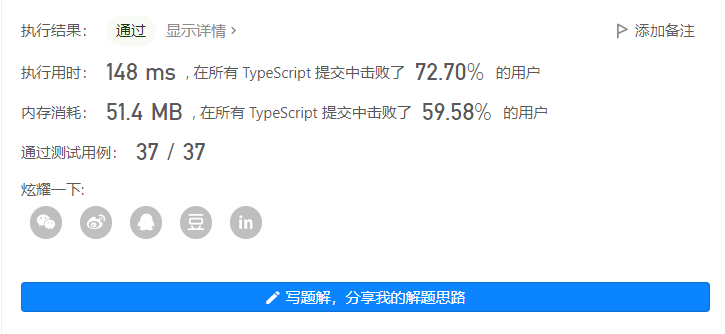 执行结果： 通过 显示详情 › 添加备注
执行用时： 148 ms , 在所有 TypeScript 提交中击败了 72.70% 的用户
内存消耗： 51.4 MB , 在所有 TypeScript 提交中击败了 59.58% 的用户
通过测试用例： 37 / 37
炫耀一下:
豆 in
写题解，分享我的解题思路